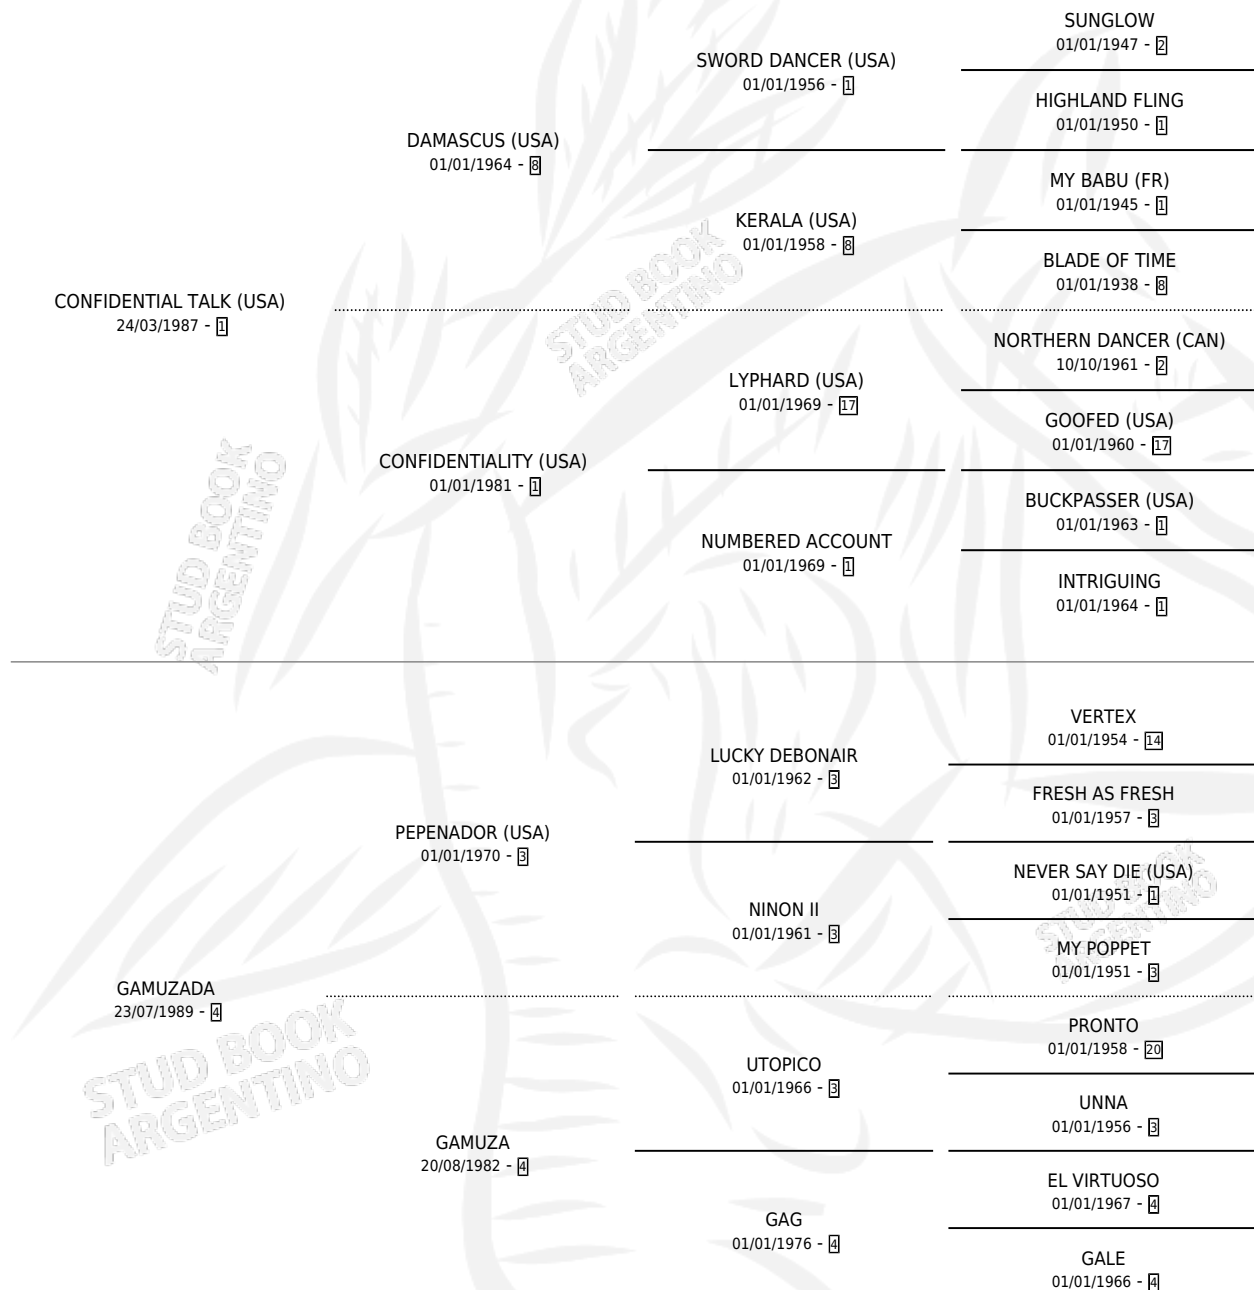 SUNGLOW
01/01/1947 - 2
SWORD DANCER (USA)
01/01/1956 - 1
HIGHLAND FLING
01/01/1950 - 1
DAMASCUS (USA)
01/01/1964 - 8
MY BABU (FR)
01/01/1945 - 1
KERALA (USA)
01/01/1958 - 8
BLADE OF TIME
01/01/1938 - 8
CONFIDENTIAL TALK (USA)
24/03/1987 - 1
NORTHERN DANCER (CAN)
10/10/1961 - 2
LYPHARD (USA)
01/01/1969 - 17
GOOFED (USA)
01/01/1960 - 17
CONFIDENTIALITY (USA)
01/01/1981 - 1
BUCKPASSER (USA)
01/01/1963 - 1
NUMBERED ACCOUNT
01/01/1969 - 1
INTRIGUING
01/01/1964 - 1
VERTEX
01/01/1954 - 14
LUCKY DEBONAIR
01/01/1962 - 3
FRESH AS FRESH
01/01/1957 - 3
PEPENADOR (USA)
01/01/1970 - 3
NEVER SAY DIE (USA)
01/01/1951 - 1
NINON II
01/01/1961 - 3
MY POPPET
01/01/1951 - 3
GAMUZADA
23/07/1989 - 4
PRONTO
01/01/1958 - 20
UTOPICO
01/01/1966 - 3
UNNA
01/01/1956 - 3
GAMUZA
20/08/1982 - 4
EL VIRTUOSO
01/01/1967 - 4
GAG
01/01/1976 - 4
GALE
01/01/1966 - 4
STUD BOOK
ARGENTINO
STUD BOOK
ARGENTINO
STUD BOOK
ARGENTINO
STUD BOOK
ARGENTINO